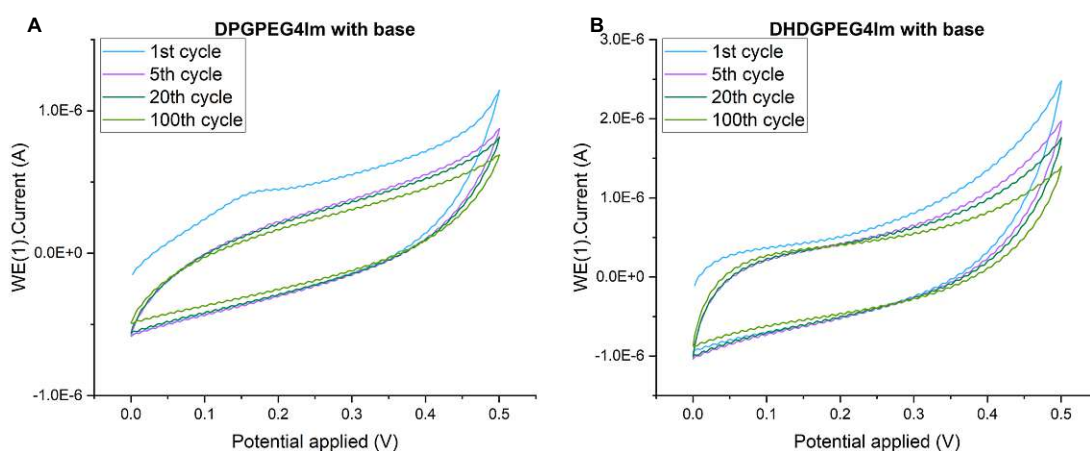 A
DPGPEG4Im with base
1st cycle
5th cycle
20th cycle
100th cycle
1.0E-6
0.0E+0
-1.0E-6
WE(1).Current (A)
0.0 0.1 0.2 0.3 0.4 0.5
Potential applied (V)
B
DHDGPEG4Im with base
1st cycle
5th cycle
20th cycle
100th cycle
3.0E-6
2.0E-6
1.0E-6
0.0E+0
-1.0E-6
WE(1).Current (A)
0.0 0.1 0.2 0.3 0.4 0.5
Potential applied (V)